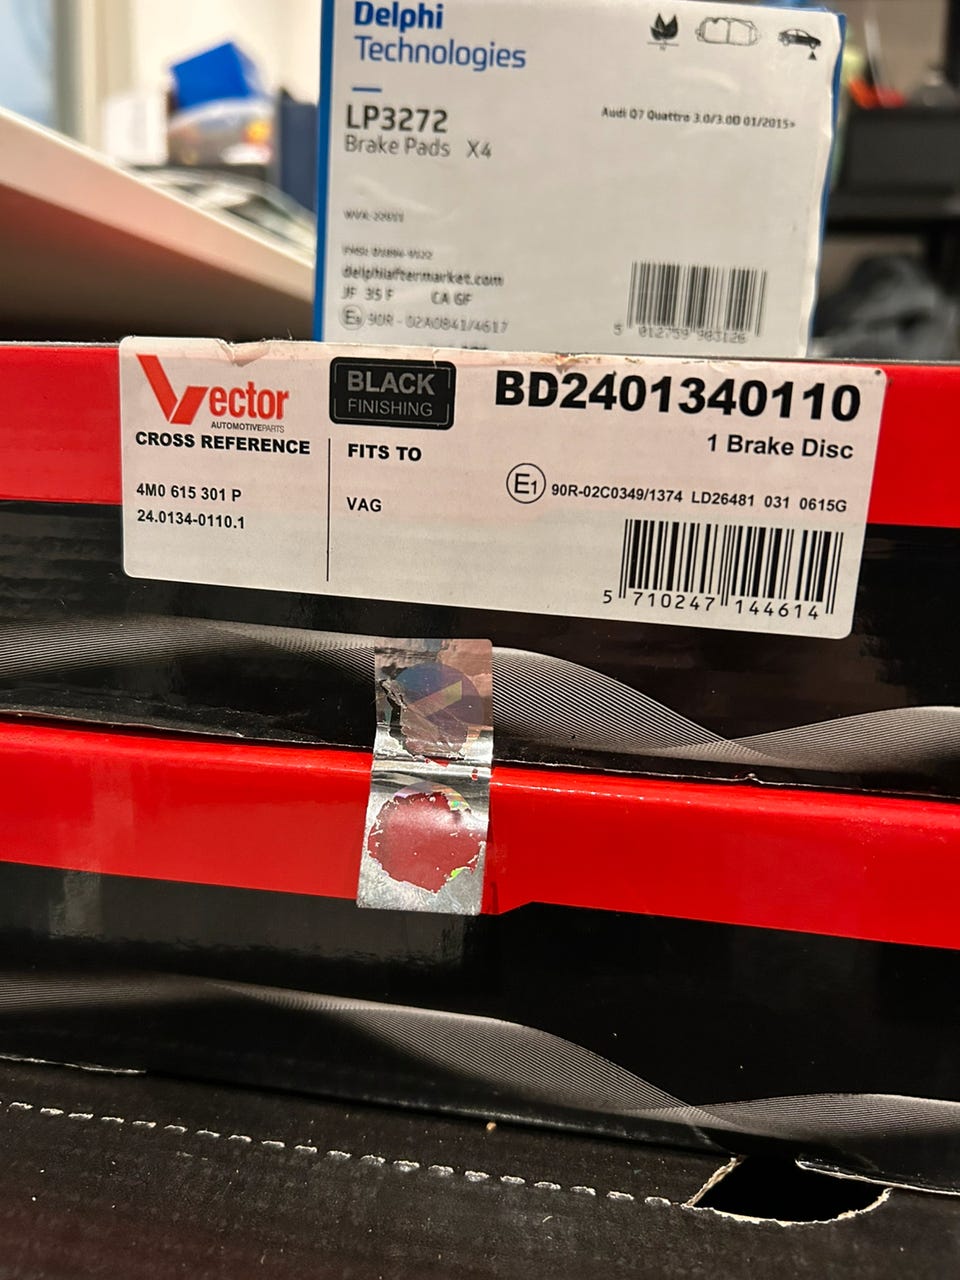 Delphi
Technologies
LP3272
Brake Pads X4
Audi Q7 Quattro 3.0/3.0D 01/2015>
delphiaftermarket.com
JF 35 F CA GF
E9 90R - 02A0841/4617
5 012759 983126
Vector
AUTOMOTIVEPARTS
CROSS REFERENCE
4M0 615 301 P
24.0134-0110.1
BLACK
FINISHING
FITS TO
VAG
BD2401340110
1 Brake Disc
E1 90R-02C0349/1374 LD26481 031 0615G
5 710247 144614